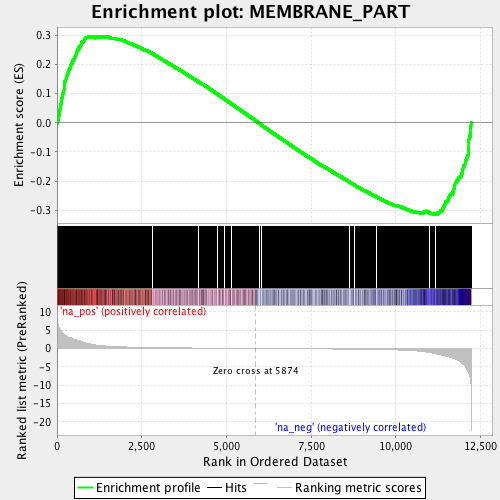 Enrichment plot: MEMBRANE_PART
Enrichment score (ES)
0.3
0.2
0.1
0.0
-0.1
-0.2
-0.3
Ranked list metric (PreRanked)
10
5
0
-5
-10
-15
-20
'na_pos' (positively correlated)
Zero cross at 5874
'na_neg' (negatively correlated)
0
2,500
5,000
7,500
10,000
12,500
Rank in Ordered Dataset
Enrichment profile
Hits
Ranking metric scores